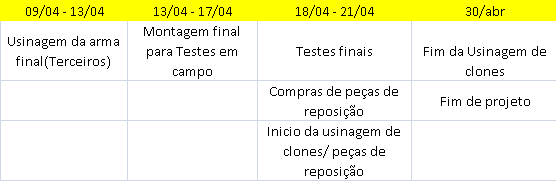 09/04 - 13/04
13/04 - 17/04
18/04 - 21/04
30/abr
Usinagem da arma
final(Terceiros)
Montagem final
para Testes em
campo
Testes finais
Fim da Usinagem de
clones
Compras de peças de
reposição
Fim de projeto
Inicio da usinagem de
clones/ peças de
reposição